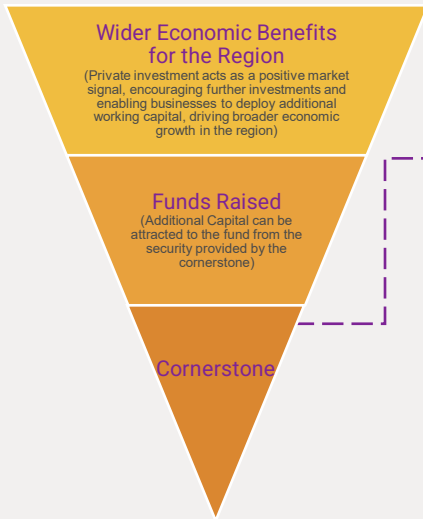 Wider Economic Benefits
for the Region
(Private investment acts as a positive market
signal, encouraging further investments and
enabling businesses to deploy additional
working capital, driving broader economic
growth in the region)
Funds Raised
(Additional Capital can be
attracted to the fund from the
security provided by the
cornerstone)
Cornerstone